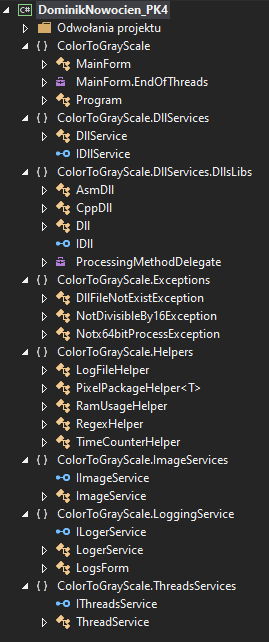 C# DominikNowocien_PK4
Odwołania projektu
{ } ColorToGrayScale
MainForm
MainForm.EndOfThreads
Program
{ } ColorToGrayScale.DllServices
DllService
IDllService
{ } ColorToGrayScale.DllServices.DllsLibs
AsmDll
CppDll
Dll
IDll
ProcessingMethodDelegate
{ } ColorToGrayScale.Exceptions
DllFileNotExistException
NotDivisibleBy16Exception
Notx64bitProcessException
{ } ColorToGrayScale.Helpers
LogFileHelper
PixelPackageHelper<T>
RamUsageHelper
RegexHelper
TimeCounterHelper
{ } ColorToGrayScale.ImageServices
IImageService
ImageService
{ } ColorToGrayScale.LoggingService
ILogerService
LogerService
LogsForm
{ } ColorToGrayScale.ThreadsServices
IThreadsService
ThreadService